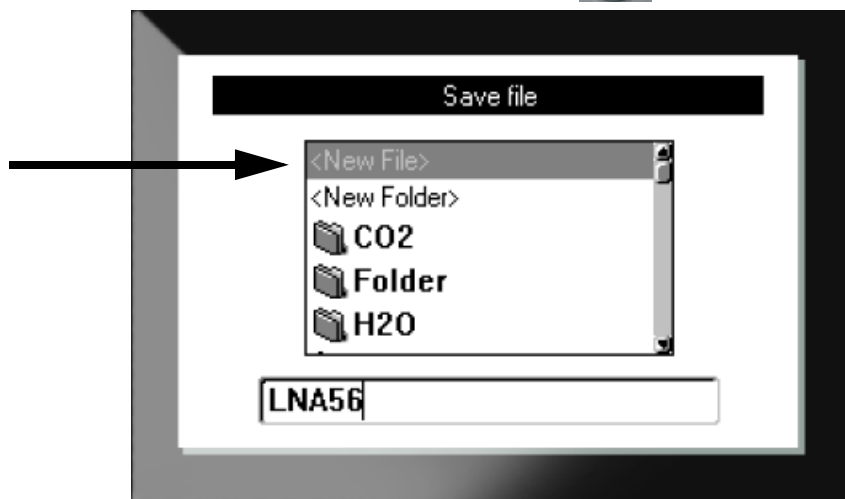 Save file
<New File>
<New Folder>
CO2
Folder
H2O
LNA56